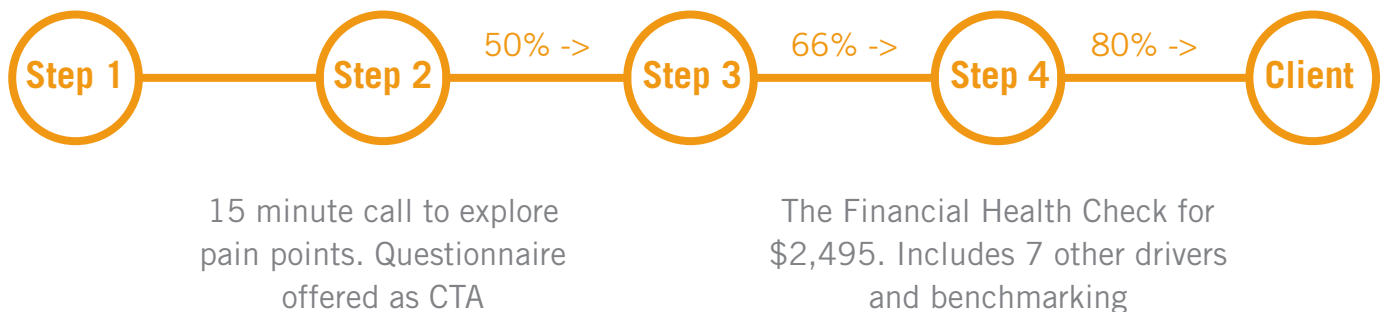 50% ->
66% ->
80% ->
Step 1
Step 2
Step 3
Step 4
Client
15 minute call to explore
pain points. Questionnaire
offered as CTA
The Financial Health Check for
$2,495. Includes 7 other drivers
and benchmarking